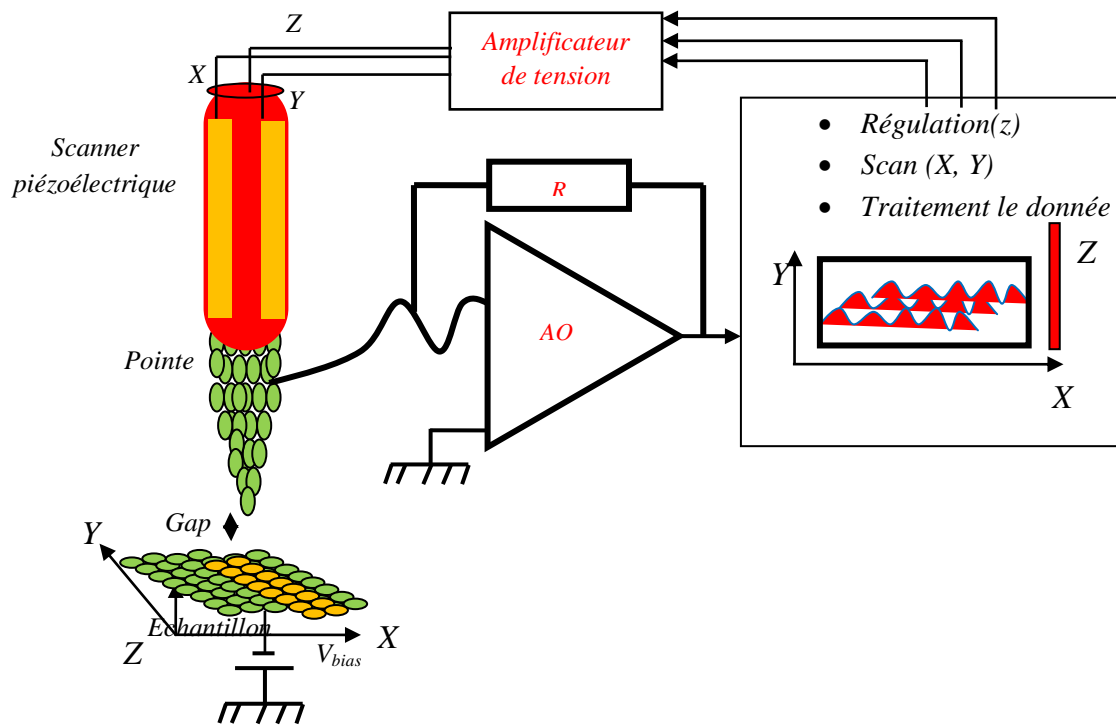 Z
Amplificateur
de tension
X
Y
Scanner
piézoélectrique
• Régulation(z)
• Scan (X, Y)
• Traitement le donnée
R
Y
Z
AO
Pointe
X
Gap
Y
Echantillon
Z
X
Vbias